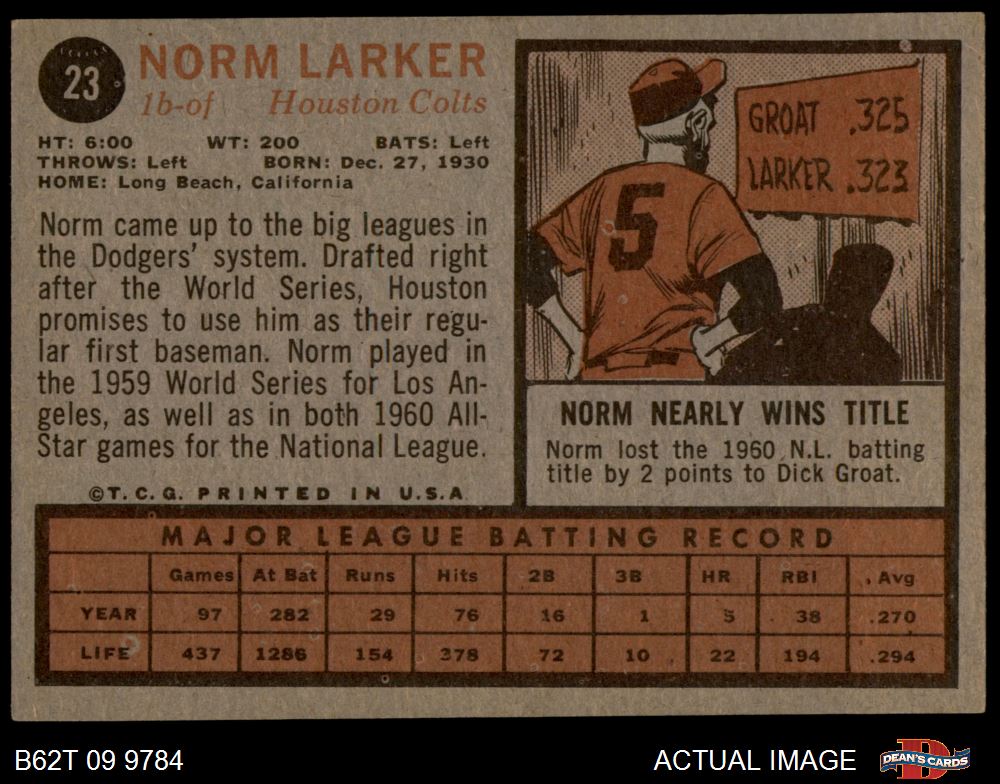 23
NORM LARKER
1b-of Houston Colts
HT: 6:00 WT: 200 BATS: Left
THROWS: Left BORN: Dec. 27, 1930
HOME: Long Beach, California
Norm came up to the big leagues in
the Dodgers' system. Drafted right
after the World Series, Houston
promises to use him as their regu-
lar first baseman. Norm played in
the 1959 World Series for Los An-
geles, as well as in both 1960 All-
Star games for the National League.
©T.C.G. PRINTED IN U.S.A
GROAT .325
LARKER .323
5
NORM NEARLY WINS TITLE
Norm lost the 1960 N.L. batting
title by 2 points to Dick Groat.
MAJOR LEAGUE BATTING RECORD
Games At Bat Runs Hits 2B 3B HR RBI Avg
YEAR 97 282 29 76 16 1 5 38 .270
LIFE 437 1286 154 378 72 10 22 194 .294
B62T 09 9784
ACTUAL IMAGE
DEAN'S CARDS